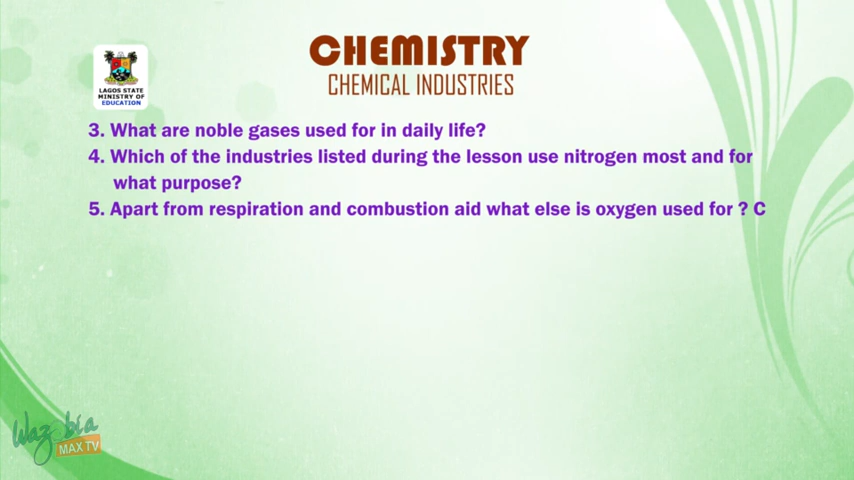 CHEMISTRY
CHEMICAL INDUSTRIES
LAGOS STATE
MINISTRY OF
EDUCATION
3. What are noble gases used for in daily life?
4. Which of the industries listed during the lesson use nitrogen most and for
what purpose?
5. Apart from respiration and combustion aid what else is oxygen used for ? C
Wazobia
MAX TV